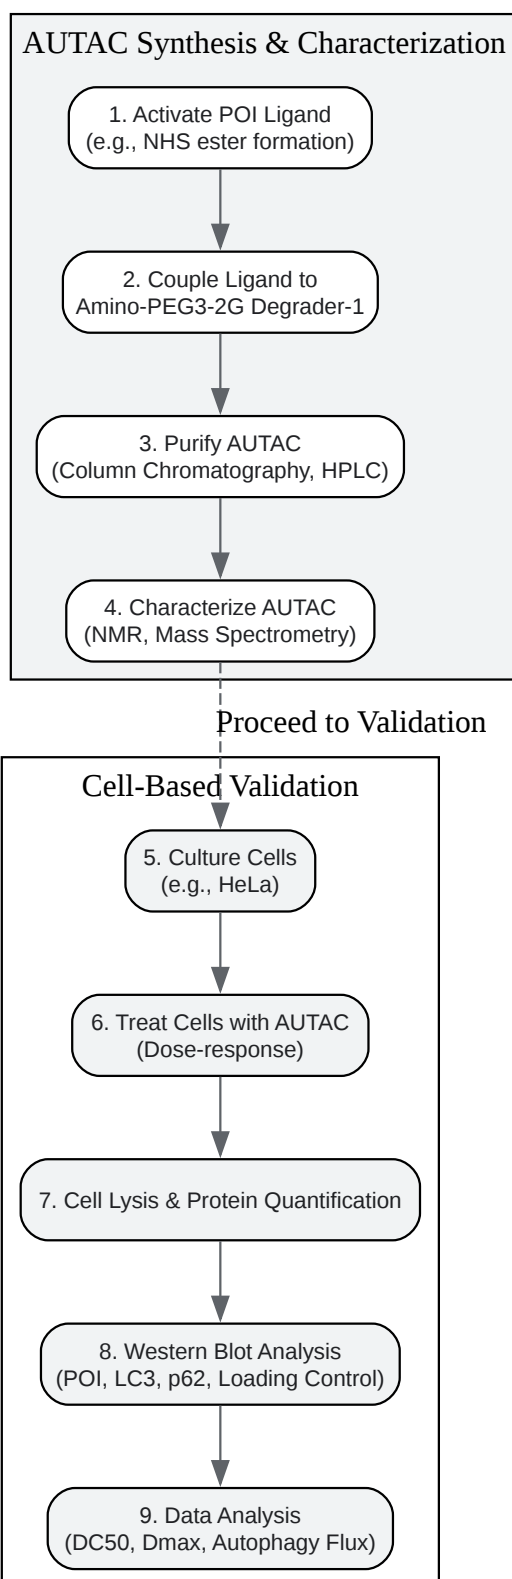 AUTAC Synthesis & Characterization
1. Activate POI Ligand
(e.g., NHS ester formation)
2. Couple Ligand to
Amino-PEG3-2G Degrader-1
3. Purify AUTAC
(Column Chromatography, HPLC)
4. Characterize AUTAC
(NMR, Mass Spectrometry)
Proceed to Validation
Cell-Based Validation
5. Culture Cells
(e.g., HeLa)
6. Treat Cells with AUTAC
(Dose-response)
7. Cell Lysis & Protein Quantification
8. Western Blot Analysis
(POI, LC3, p62, Loading Control)
9. Data Analysis
(DC50, Dmax, Autophagy Flux)